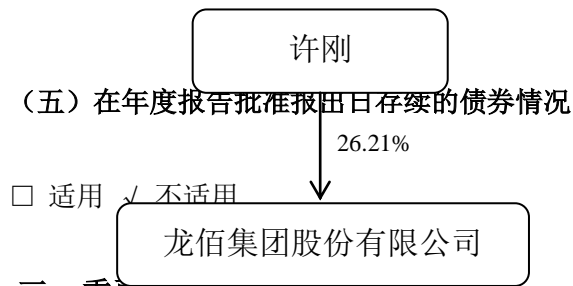 许刚
（五）在年度报告批准报出日存续的债券情况
26.21%
□ 适用 √ 不适用
龙佰集团股份有限公司